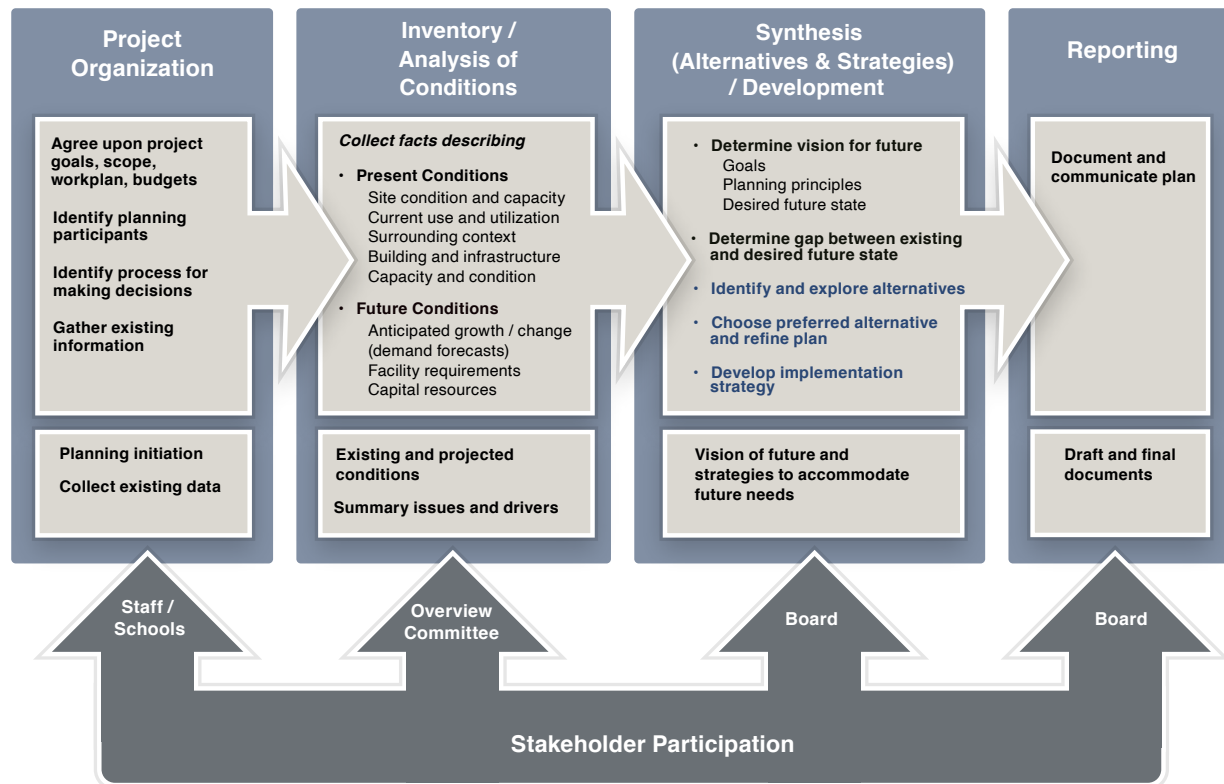 Project
Organization
Agree upon project
goals, scope,
workplan, budgets
Identify planning
participants
Identify process for
making decisions
Gather existing
information
Planning initiation
Collect existing data
Inventory /
Analysis of
Conditions
Collect facts describing
• Present Conditions
Site condition and capacity
Current use and utilization
Surrounding context
Building and infrastructure
Capacity and condition
• Future Conditions
Anticipated growth / change
(demand forecasts)
Facility requirements
Capital resources
Existing and projected
conditions
Summary issues and drivers
Synthesis
(Alternatives & Strategies)
/ Development
• Determine vision for future
Goals
Planning principles
Desired future state
• Determine gap between existing
and desired future state
• Identify and explore alternatives
• Choose preferred alternative
and refine plan
• Develop implementation
strategy
Vision of future and
strategies to accommodate
future needs
Reporting
Document and
communicate plan
Draft and final
documents
Staff /
Schools
Overview
Committee
Board
Board
Stakeholder Participation